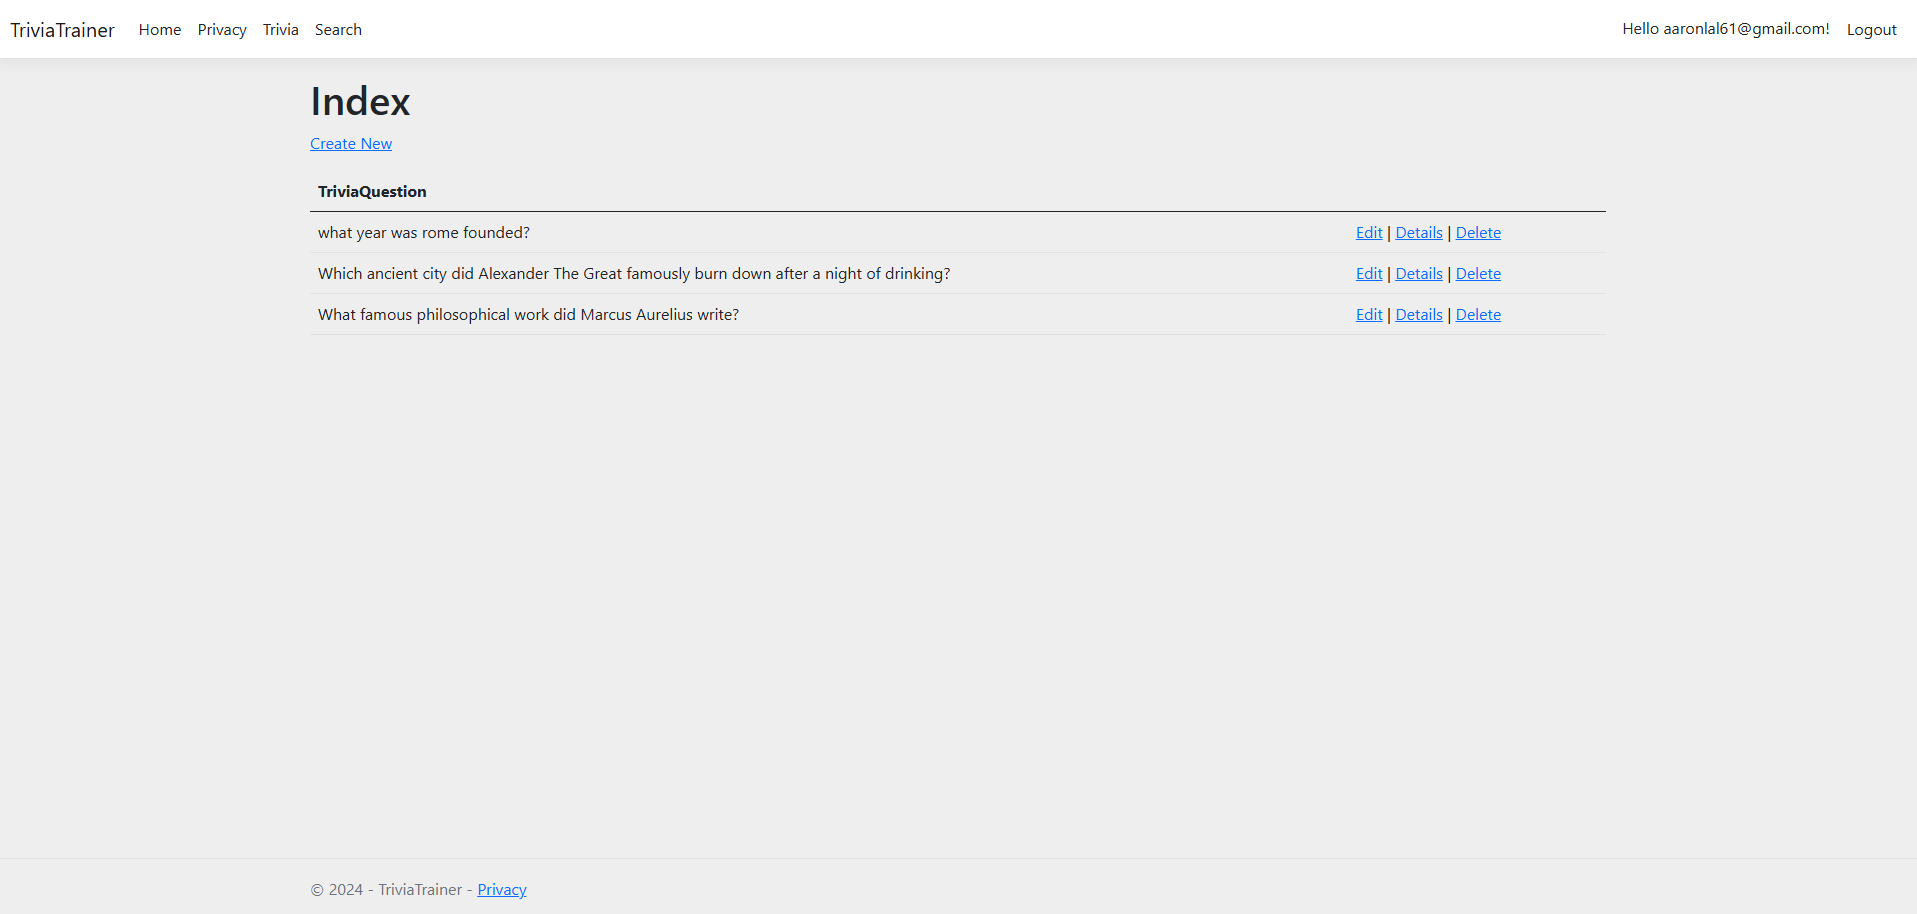 TriviaTrainer Home Privacy Trivia Search Hello aaronlal61@gmail.com! Logout
Index
Create New
TriviaQuestion
what year was rome founded? Edit | Details | Delete
Which ancient city did Alexander The Great famously burn down after a night of drinking? Edit | Details | Delete
What famous philosophical work did Marcus Aurelius write? Edit | Details | Delete
© 2024 - TriviaTrainer - Privacy